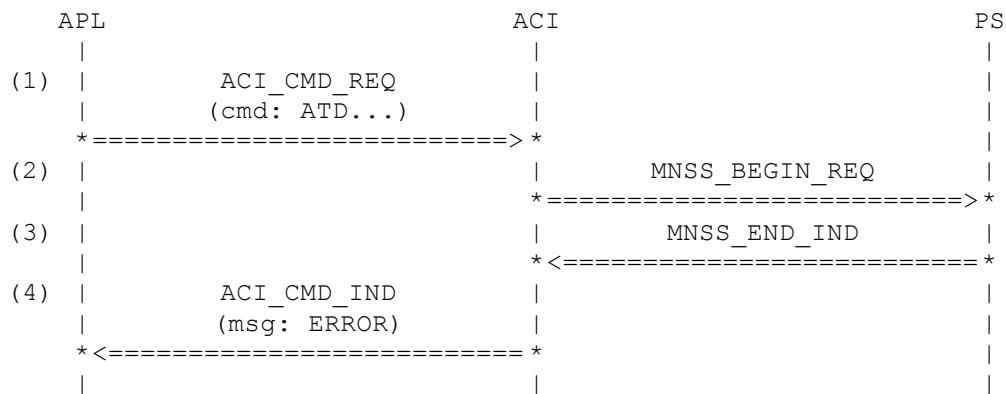 APL ACI PS
(1) ACI_CMD_REQ
(cmd: ATD...)
(2) MNSS_BEGIN_REQ
(3) MNSS_END_IND
(4) ACI_CMD_IND
(msg: ERROR)